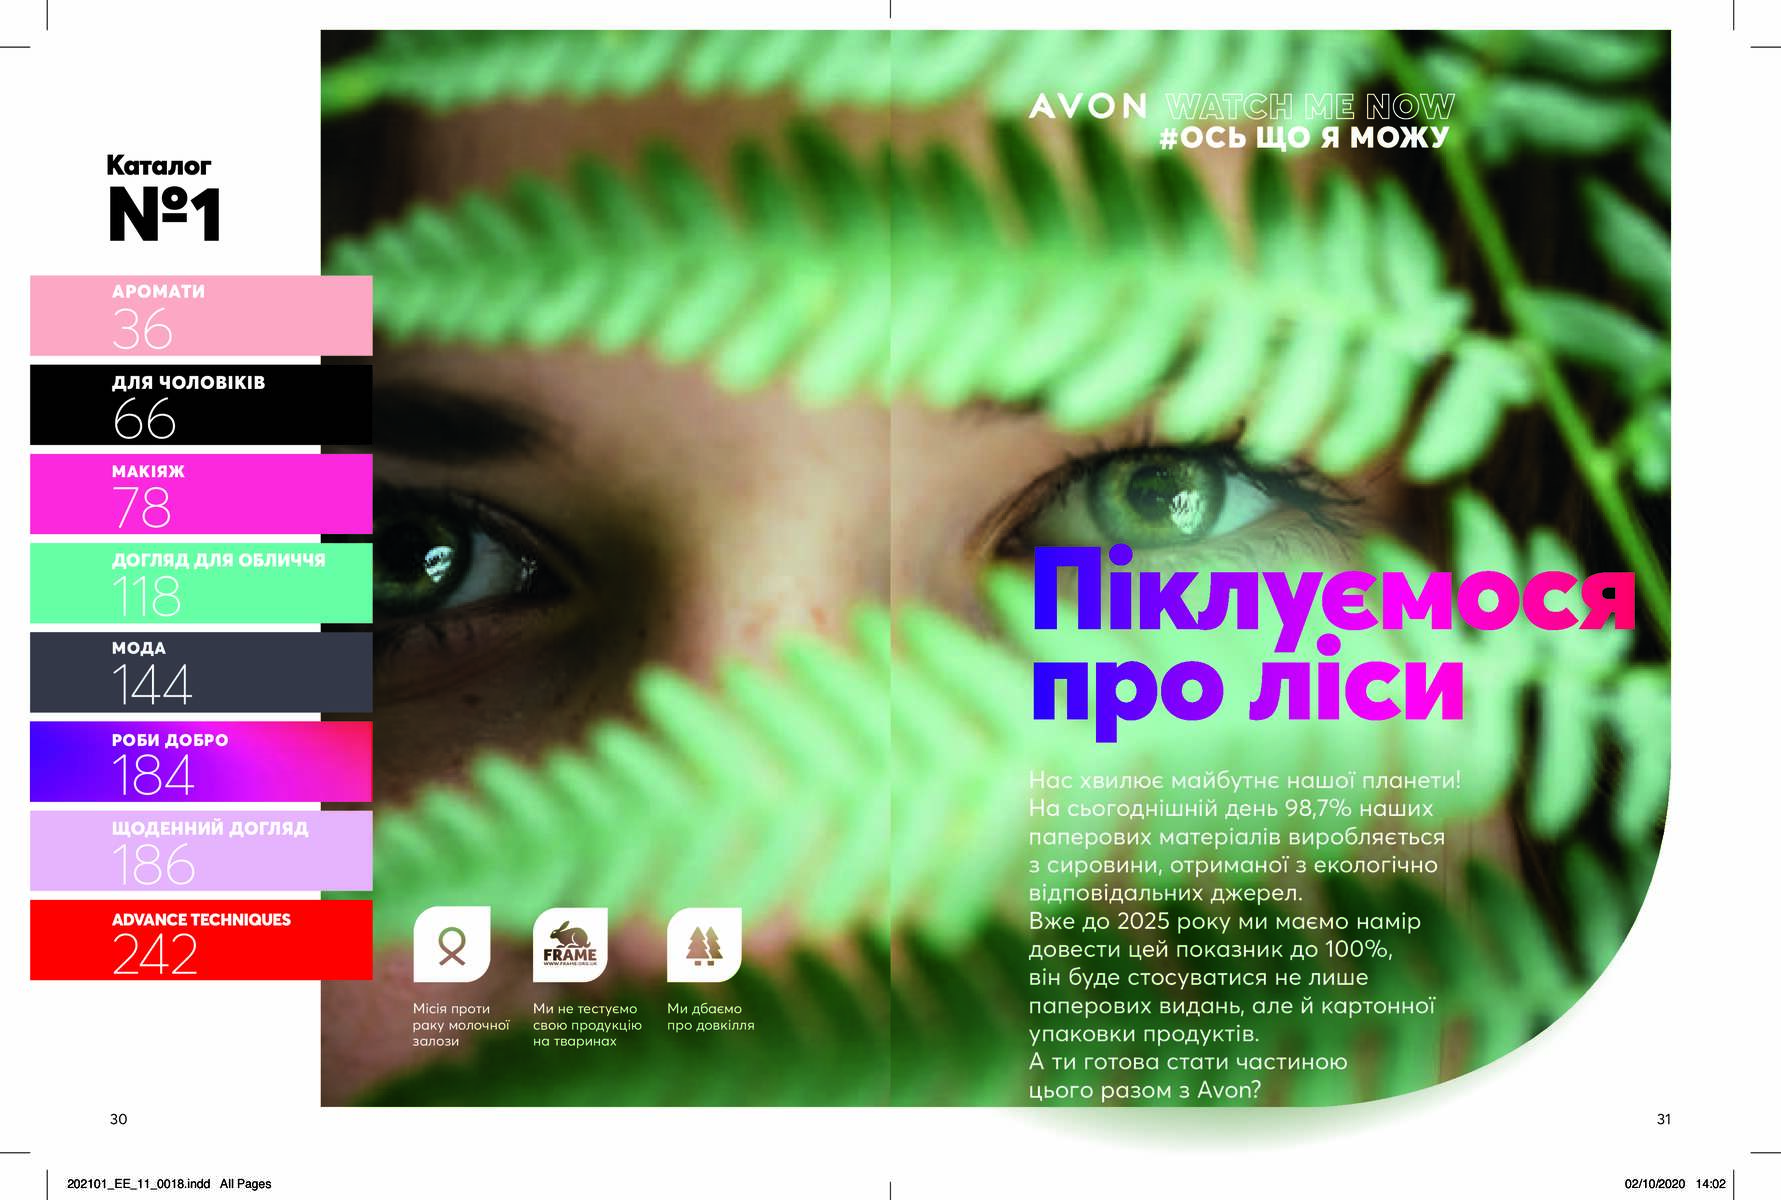 Каталог
№1
АРОМАТИ
36
ДЛЯ ЧОЛОВІКІВ
66
МАКІЯЖ
78
ДОГЛЯД ДЛЯ ОБЛИЧЧЯ
118
МОДА
144
РОБИ ДОБРО
184
ЩОДЕННИЙ ДОГЛЯД
186
ADVANCE TECHNIQUES
242
FRAME
WWW.FRAME.ORG.UK
Місія проти
раку молочної
залози
Ми не тестуємо
свою продукцію
на тваринах
Ми дбаємо
про довкілля
30
AVON WATCH ME NOW
#ОСЬ ЩО Я МОЖУ
Піклуємося
про ліси
Нас хвилює майбутнє нашої планети!
На сьогоднішній день 98,7% наших
паперових матеріалів виробляється
з сировини, отриманої з екологічно
відповідальних джерел.
Вже до 2025 року ми маємо намір
довести цей показник до 100%,
він буде стосуватися не лише
паперових видань, але й картонної
упаковки продуктів.
А ти готова стати частиною
цього разом з Avon?
31
202101_EE_11_0018.indd   All Pages
02/10/2020   14:02